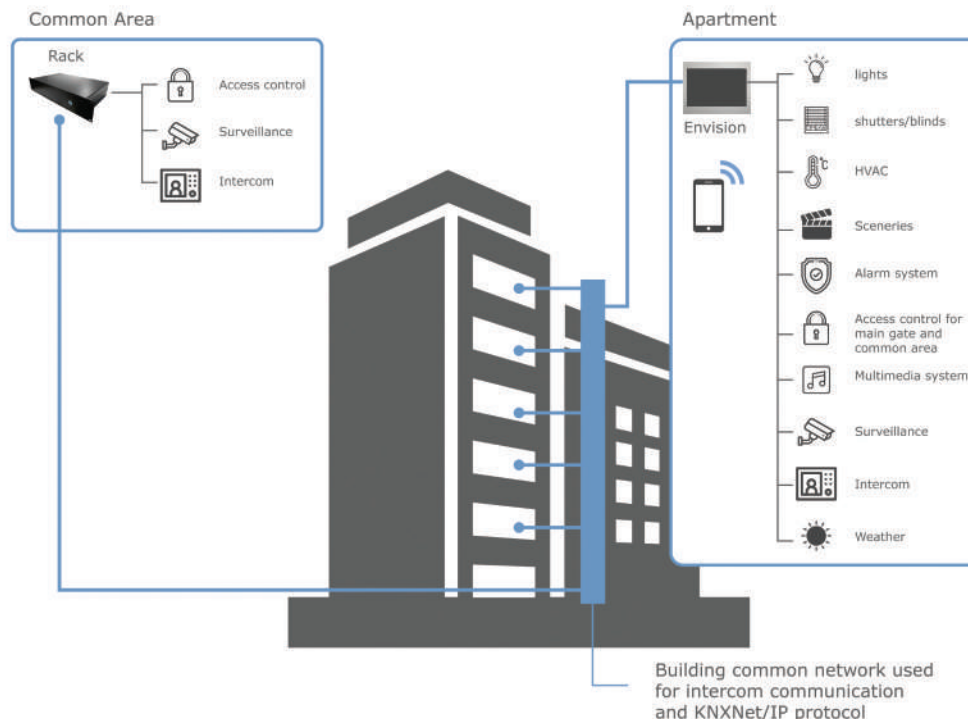 Common Area
Rack
Access control
Surveillance
Intercom
Apartment
Envision
lights
shutters/blinds
°C
HVAC
Sceneries
Alarm system
Access control for
main gate and
common area
Multimedia system
Surveillance
Intercom
Weather
Building common network used
for intercom communication
and KNXNet/IP protocol